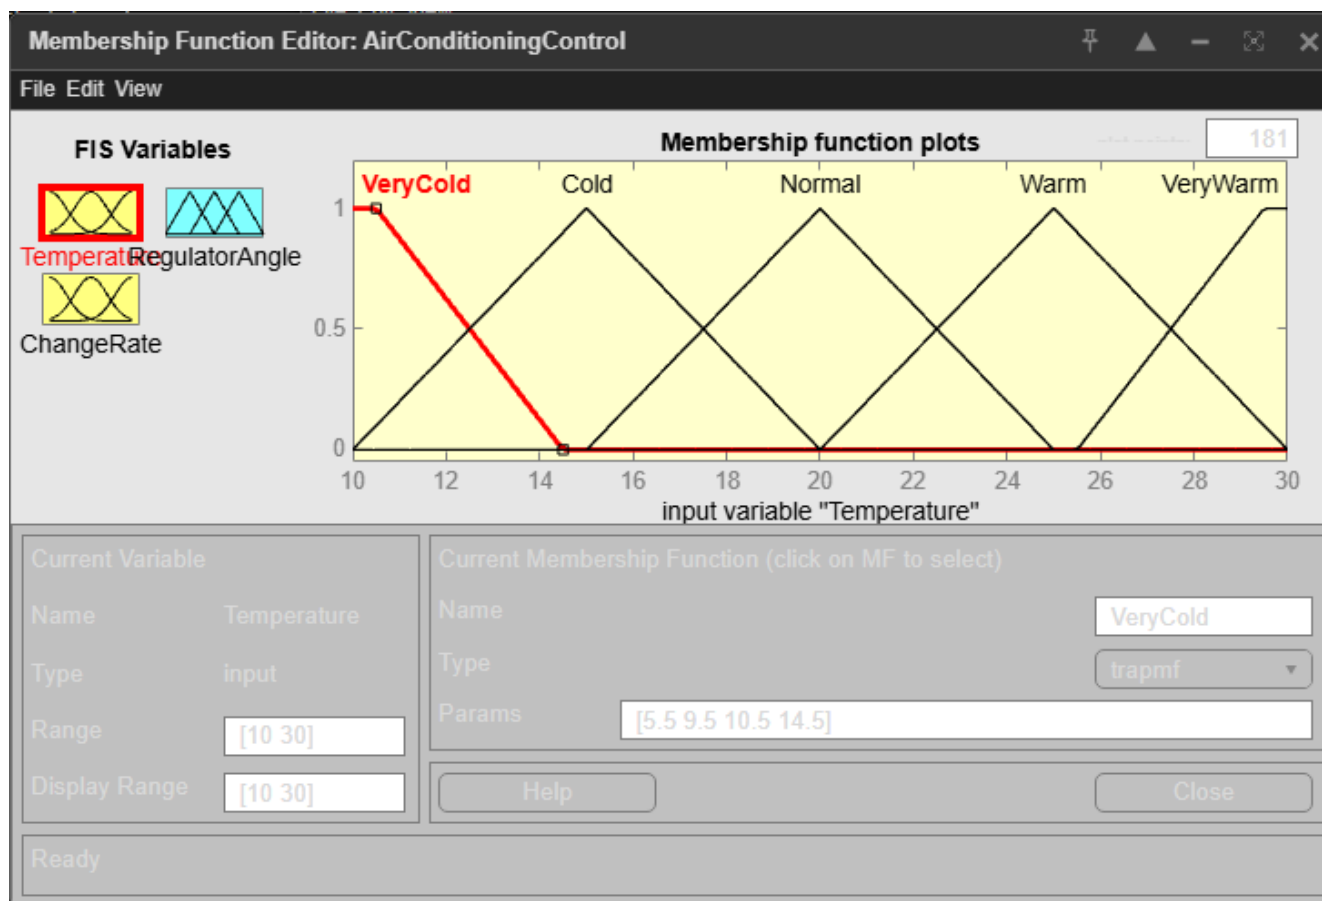 Membership Function Editor: AirConditioningControl
File Edit View
FIS Variables
Membership function plots
181
VeryCold Cold Normal Warm VeryWarm
Temperature
RegulatorAngle
ChangeRate
1
0.5
0
10 12 14 16 18 20 22 24 26 28 30
input variable "Temperature"
Current Variable
Name Temperature
Type input
Range [10 30]
Display Range [10 30]
Current Membership Function (click on MF to select)
Name VeryCold
Type trapmf
Params [5.5 9.5 10.5 14.5]
Help Close
Ready